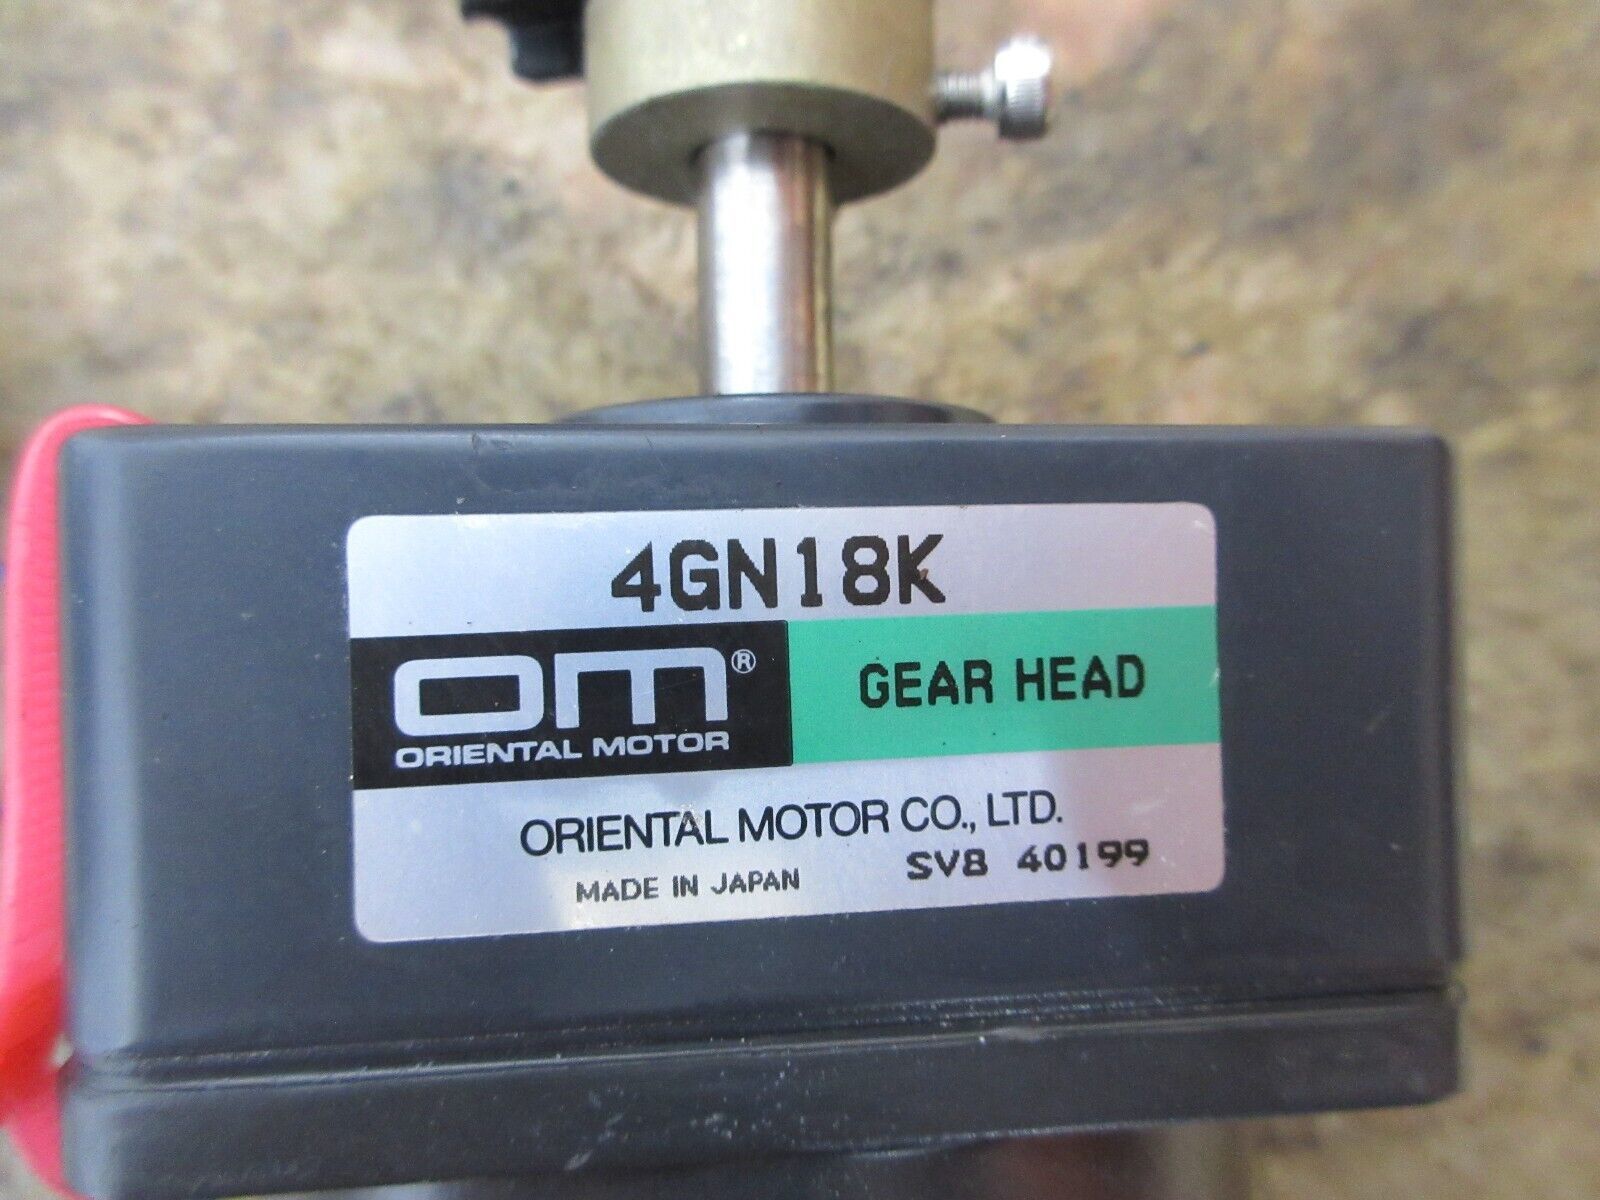 4GN18K
OM®
ORIENTAL MOTOR
GEAR HEAD
ORIENTAL MOTOR CO., LTD.
MADE IN JAPAN SV8 40199